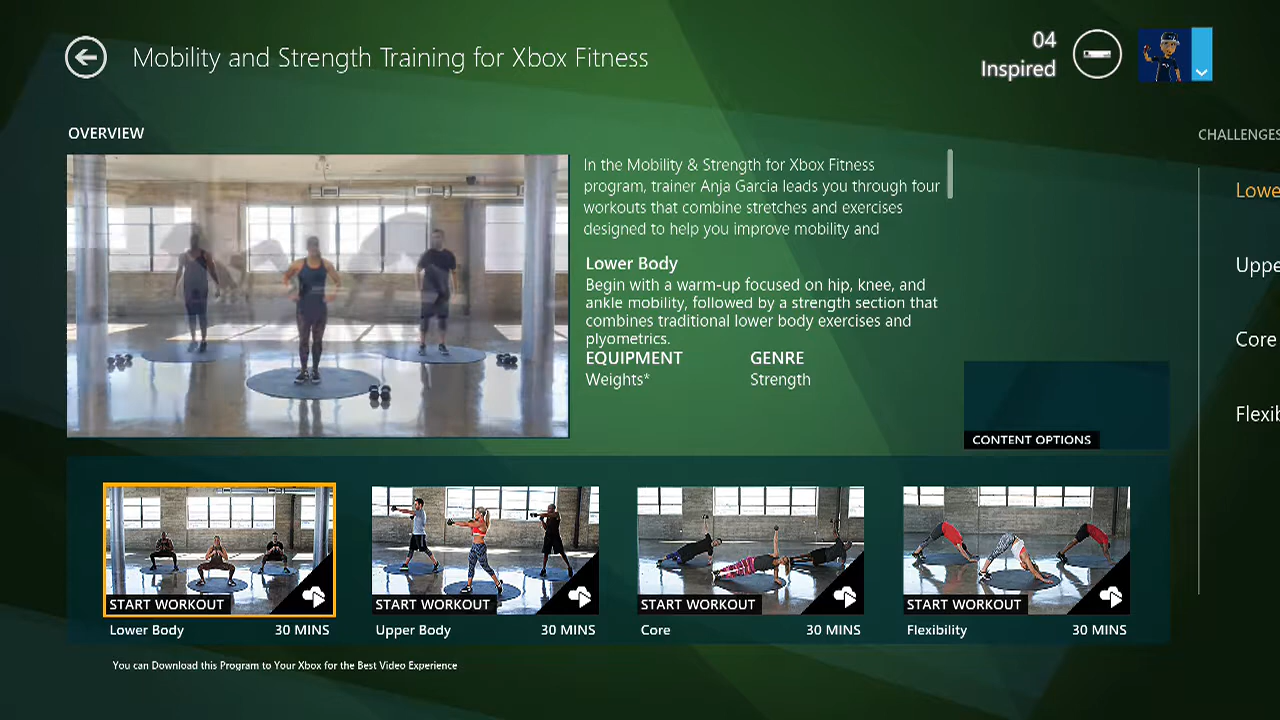 Mobility and Strength Training for Xbox Fitness
04
Inspired
OVERVIEW
CHALLENGES
In the Mobility & Strength for Xbox Fitness
program, trainer Anja Garcia leads you through four
workouts that combine stretches and exercises
designed to help you improve mobility and
Lower Body
Begin with a warm-up focused on hip, knee, and
ankle mobility, followed by a strength section that
combines traditional lower body exercises and
plyometrics.
EQUIPMENT
GENRE
Weights*
Strength
Lowe
Uppe
Core
Flexib
CONTENT OPTIONS
START WORKOUT
START WORKOUT
START WORKOUT
START WORKOUT
Lower Body 30 MINS
Upper Body 30 MINS
Core 30 MINS
Flexibility 30 MINS
You can Download this Program to Your Xbox for the Best Video Experience